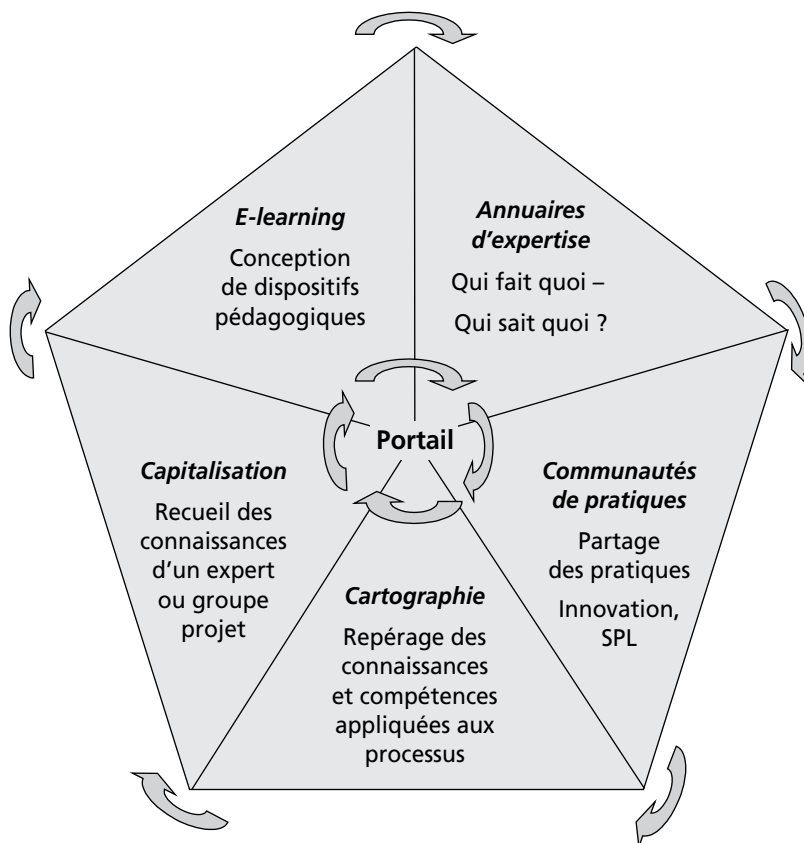 E-learning
Conception
de dispositifs
pédagogiques
Annuaires
d'expertise
Qui fait quoi –
Qui sait quoi ?
Portail
Capitalisation
Recueil des
connaissances
d'un expert
ou groupe
projet
Cartographie
Repérage des
connaissances
et compétences
appliquées aux
processus
Communautés
de pratiques
Partage
des pratiques
Innovation,
SPL